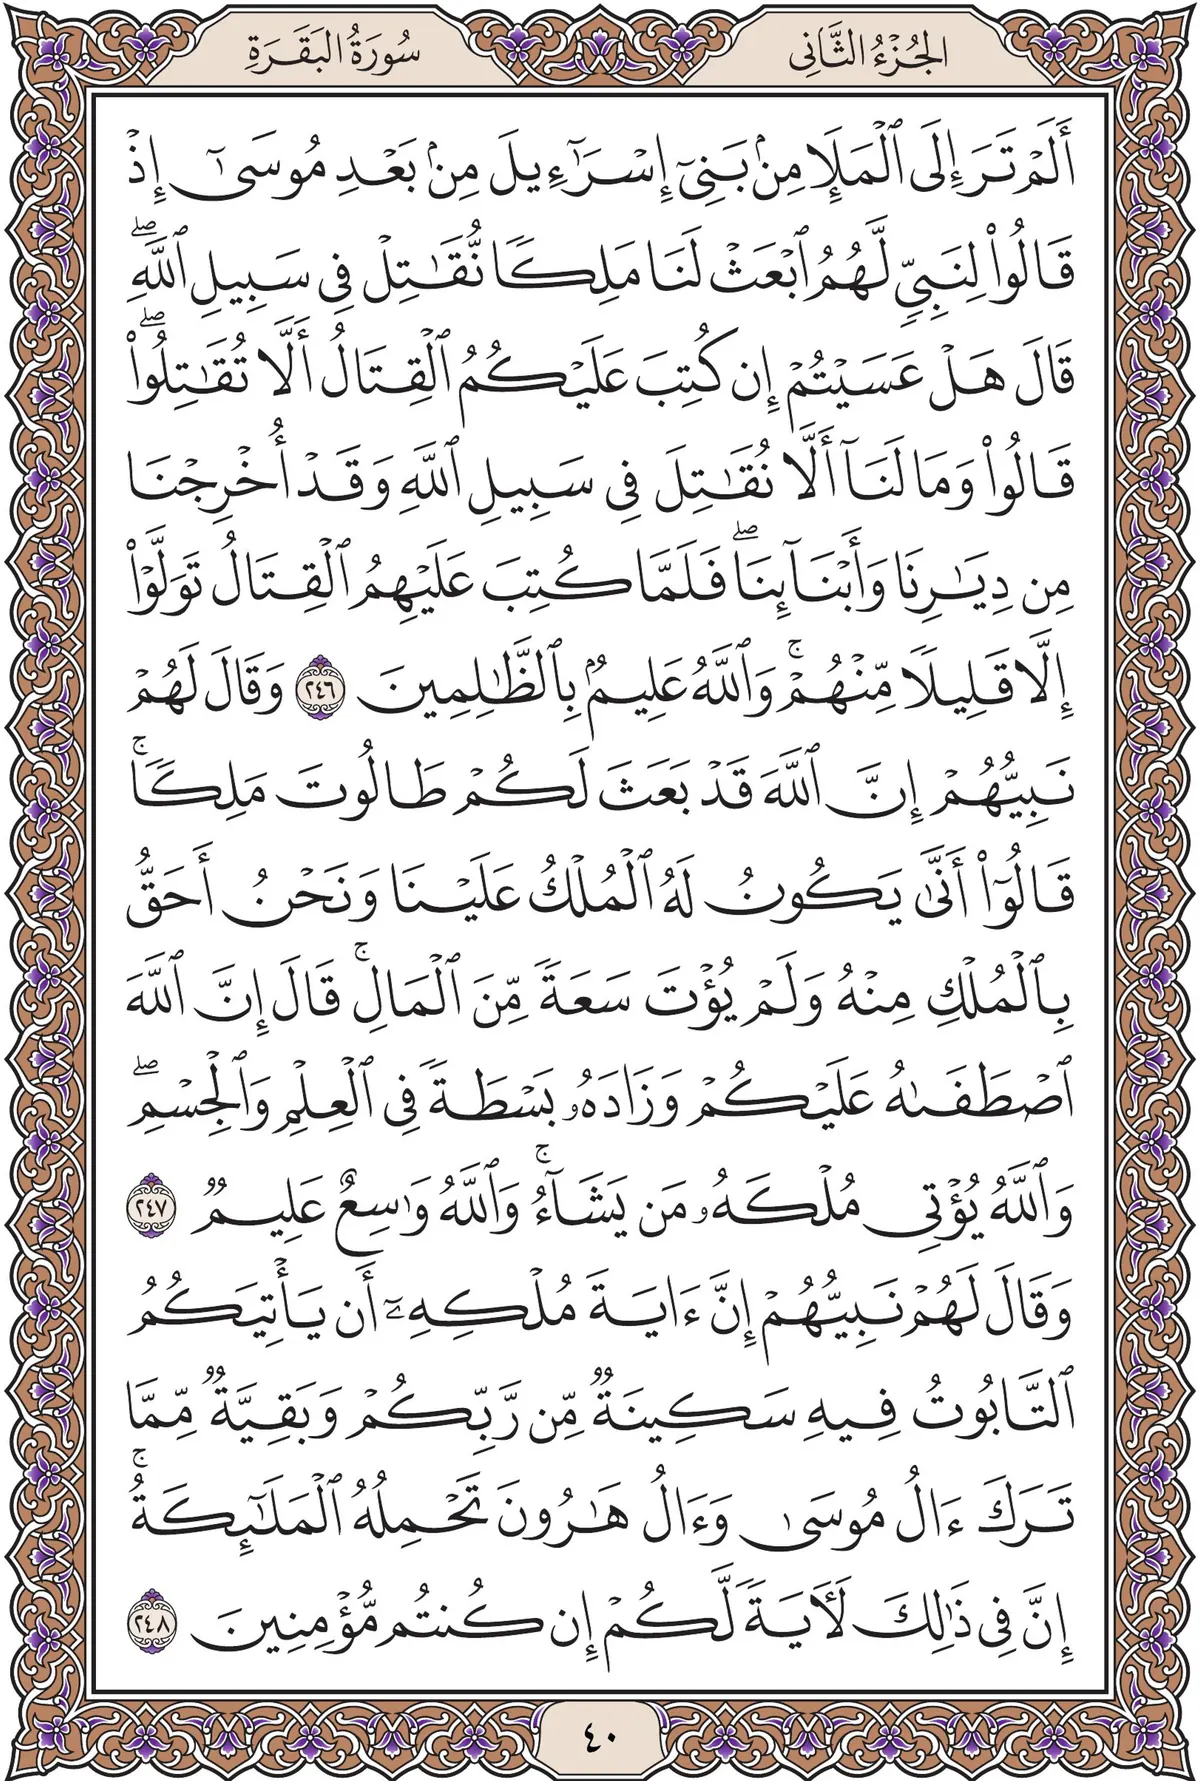 الجُزْءُ الثَّانِي
سُورَةُ البَقَرَةِ
أَلَمْ تَرَ إِلَى ٱلْمَلَإِ مِنۢ بَنِىٓ إِسْرَٰٓءِيلَ مِنۢ بَعْدِ مُوسَىٰٓ إِذْ
قَالُوا۟ لِنَبِىٍّ لَّهُمُ ٱبْعَثْ لَنَا مَلِكًا نُّقَٰتِلْ فِى سَبِيلِ ٱللَّهِ ۖ
قَالَ هَلْ عَسَيْتُمْ إِن كُتِبَ عَلَيْكُمُ ٱلْقِتَالُ أَلَّا تُقَٰتِلُوا۟ ۖ
قَالُوا۟ وَمَا لَنَآ أَلَّا نُقَٰتِلَ فِى سَبِيلِ ٱللَّهِ وَقَدْ أُخْرِجْنَا
مِن دِيَٰرِنَا وَأَبْنَآئِنَا ۖ فَلَمَّا كُتِبَ عَلَيْهِمُ ٱلْقِتَالُ تَوَلَّوْا۟
إِلَّا قَلِيلًا مِّنْهُمْ ۚ وَٱللَّهُ عَلِيمٌۢ بِٱلظَّٰلِمِينَ ٢٤٦ وَقَالَ لَهُمْ
نَبِيُّهُمْ إِنَّ ٱللَّهَ قَدْ بَعَثَ لَكُمْ طَالُوتَ مَلِكًا ۚ
قَالُوٓا۟ أَنَّىٰ يَكُونُ لَهُ ٱلْمُلْكُ عَلَيْنَا وَنَحْنُ أَحَقُّ
بِٱلْمُلْكِ مِنْهُ وَلَمْ يُؤْتَ سَعَةً مِّنَ ٱلْمَالِ ۚ قَالَ إِنَّ ٱللَّهَ
ٱصْطَفَىٰهُ عَلَيْكُمْ وَزَادَهُۥ بَسْطَةً فِى ٱلْعِلْمِ وَٱلْجِسْمِ ۖ
وَٱللَّهُ يُؤْتِى مُلْكَهُۥ مَن يَشَآءُ ۚ وَٱللَّهُ وَٰسِعٌ عَلِيمٌ ٢٤٧
وَقَالَ لَهُمْ نَبِيُّهُمْ إِنَّ ءَايَةَ مُلْكِهِۦٓ أَن يَأْتِيَكُمُ
ٱلتَّابُوتُ فِيهِ سَكِينَةٌ مِّن رَّبِّكُمْ وَبَقِيَّةٌ مِّمَّا
تَرَكَ ءَالُ مُوسَىٰ وَءَالُ هَٰرُونَ تَحْمِلُهُ ٱلْمَلَٰٓئِكَةُ ۚ
إِنَّ فِى ذَٰلِكَ لَءَايَةً لَّكُمْ إِن كُنتُم مُّؤْمِنِينَ ٢٤٨
٤٠